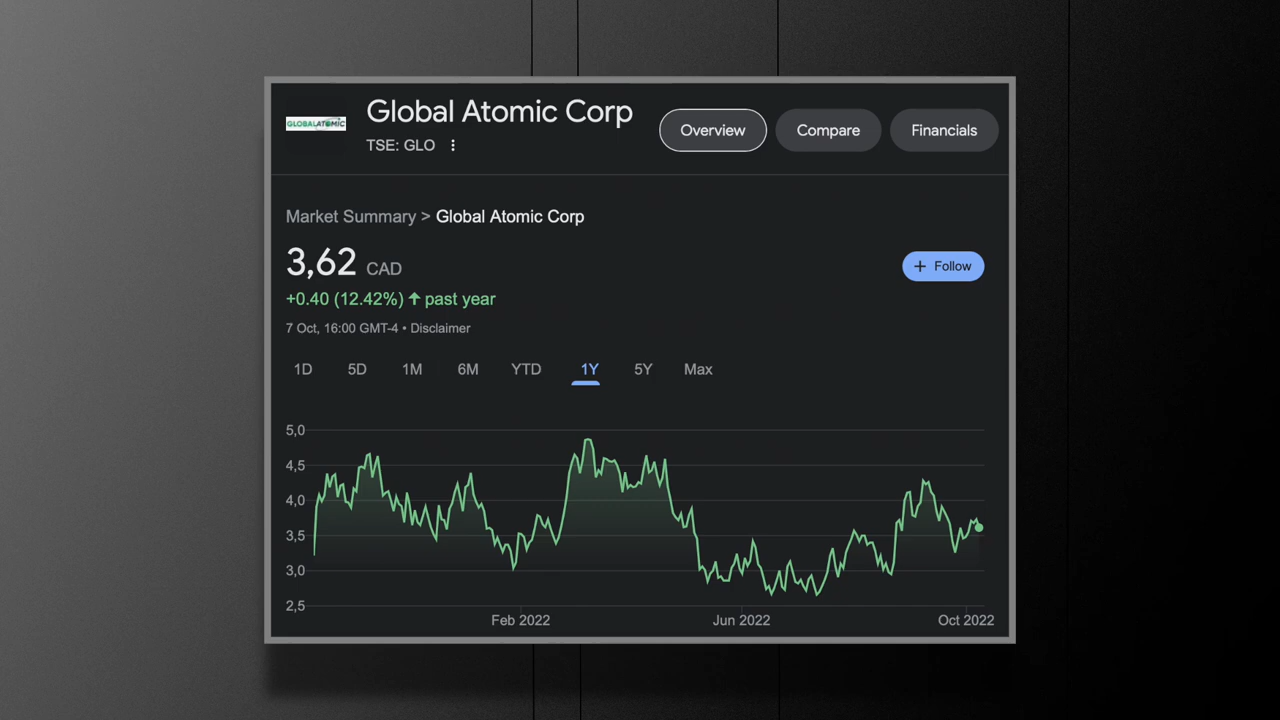 GLOBAL ATOMIC
Global Atomic Corp
TSE: GLO
Overview
Compare
Financials
Market Summary > Global Atomic Corp
3,62 CAD
+ Follow
+0.40 (12.42%) ↑ past year
7 Oct, 16:00 GMT-4 • Disclaimer
1D 5D 1M 6M YTD 1Y 5Y Max
5,0
4,5
4,0
3,5
3,0
2,5
Feb 2022 Jun 2022 Oct 2022